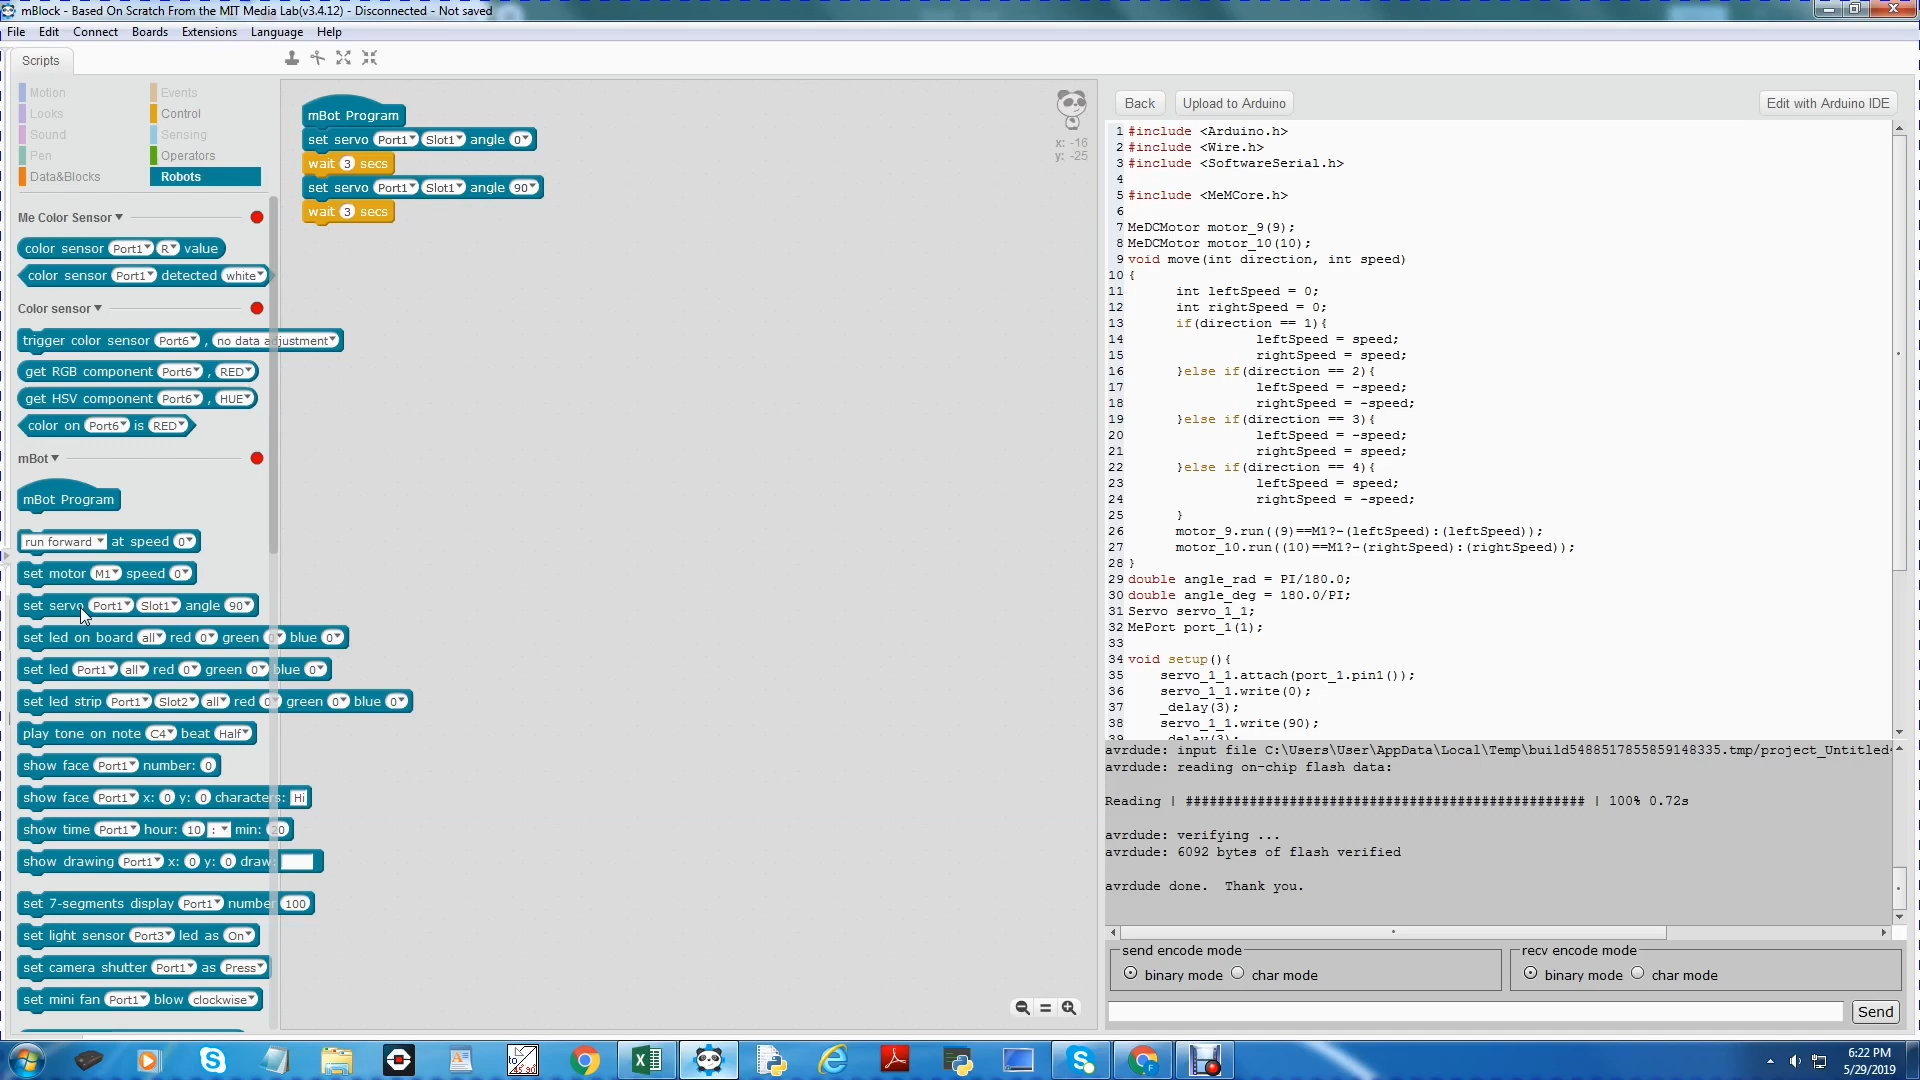 mBlock - Based On Scratch From the MIT Media Lab(v3.4.12) - Disconnected - Not saved
File Edit Connect Boards Extensions Language Help
Scripts
Motion Events
Looks Control
Sound Sensing
Pen Operators
Data&Blocks Robots
Me Color Sensor
color sensor Port1 R value
color sensor Port1 detected white
Color sensor
trigger color sensor Port6 , no data adjustment
get RGB component Port6 , RED
get HSV component Port6 , HUE
color on Port6 is RED
mBot
mBot Program
run forward at speed 0
set motor M1 speed 0
set servo Port1 Slot1 angle 90
set led on board all red 0 green 0 blue 0
set led Port1 all red 0 green 0 blue 0
set led strip Port1 Slot2 all red 0 green 0 blue 0
play tone on note C4 beat Half
show face Port1 number: 0
show face Port1 x: 0 y: 0 characters: Hi
show time Port1 hour: 10 : min: 20
show drawing Port1 x: 0 y: 0 draw:
set 7-segments display Port1 number 100
set light sensor Port3 led as On
set camera shutter Port1 as Press
set mini fan Port1 blow clockwise
mBot Program
set servo Port1 Slot1 angle 0
wait 3 secs
set servo Port1 Slot1 angle 90
wait 3 secs
x: -16
y: -25
Back Upload to Arduino Edit with Arduino IDE
1 #include <Arduino.h>
2 #include <Wire.h>
3 #include <SoftwareSerial.h>
4
5 #include <MeMCore.h>
6
7 MeDCMotor motor_9(9);
8 MeDCMotor motor_10(10);
9 void move(int direction, int speed)
10 {
11 int leftSpeed = 0;
12 int rightSpeed = 0;
13 if(direction == 1){
14 leftSpeed = speed;
15 rightSpeed = speed;
16 }else if(direction == 2){
17 leftSpeed = -speed;
18 rightSpeed = -speed;
19 }else if(direction == 3){
20 leftSpeed = -speed;
21 rightSpeed = speed;
22 }else if(direction == 4){
23 leftSpeed = speed;
24 rightSpeed = -speed;
25 }
26 motor_9.run((9)==M1?-(leftSpeed):(leftSpeed));
27 motor_10.run((10)==M1?-(rightSpeed):(rightSpeed));
28 }
29 double angle_rad = PI/180.0;
30 double angle_deg = 180.0/PI;
31 Servo servo_1_1;
32 MePort port_1(1);
33
34 void setup(){
35 servo_1_1.attach(port_1.pin1());
36 servo_1_1.write(0);
37 _delay(3);
38 servo_1_1.write(90);
39 _delay(3);
avrdude: input file C:\Users\User\AppData\Local\Temp\build5488517855859148335.tmp/project_Untitled
avrdude: reading on-chip flash data:
Reading | ################################################## | 100% 0.72s
avrdude: verifying ...
avrdude: 6092 bytes of flash verified
avrdude done. Thank you.
send encode mode recv encode mode
binary mode char mode binary mode char mode
Send
6:22 PM
5/29/2019